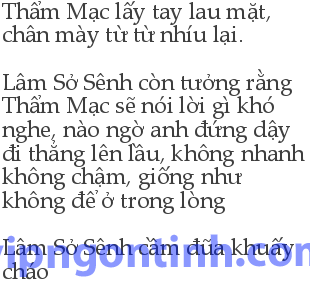 Thẩm Mạc lấy tay lau mặt,
chân mày từ từ nhíu lại.
Lâm Sở Sênh còn tưởng rằng
Thẩm Mạc sẽ nói lời gì khó
nghe, nào ngờ anh đứng dậy
đi thẳng lên lầu, không nhanh
không chậm, giống như
không để ở trong lòng
Lâm Sở Sênh cầm đũa khuấy
cháo
vipngontinh.com